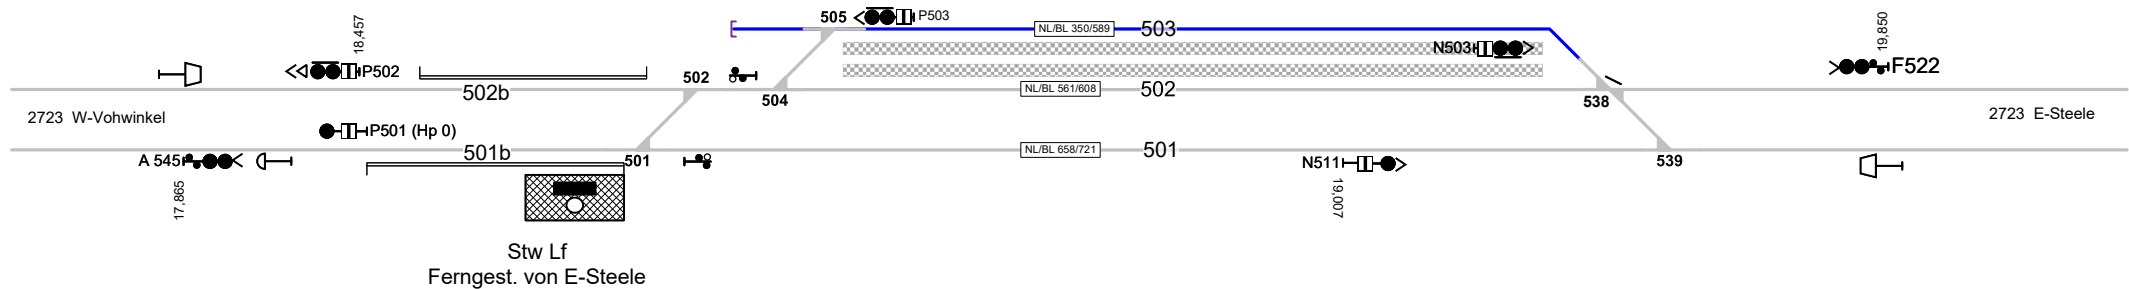 505
P503
NL/BL 350/589
503
18,457
19,850
P502
N503
F522
502
502b
504
NL/BL 561/608
502
538
2723 W-Vohwinkel
P501 (Hp 0)
2723 E-Steele
A 545
501b
501
NL/BL 658/721
501
N511
539
17,865
19,007
Stw Lf
Ferngest. von E-Steele